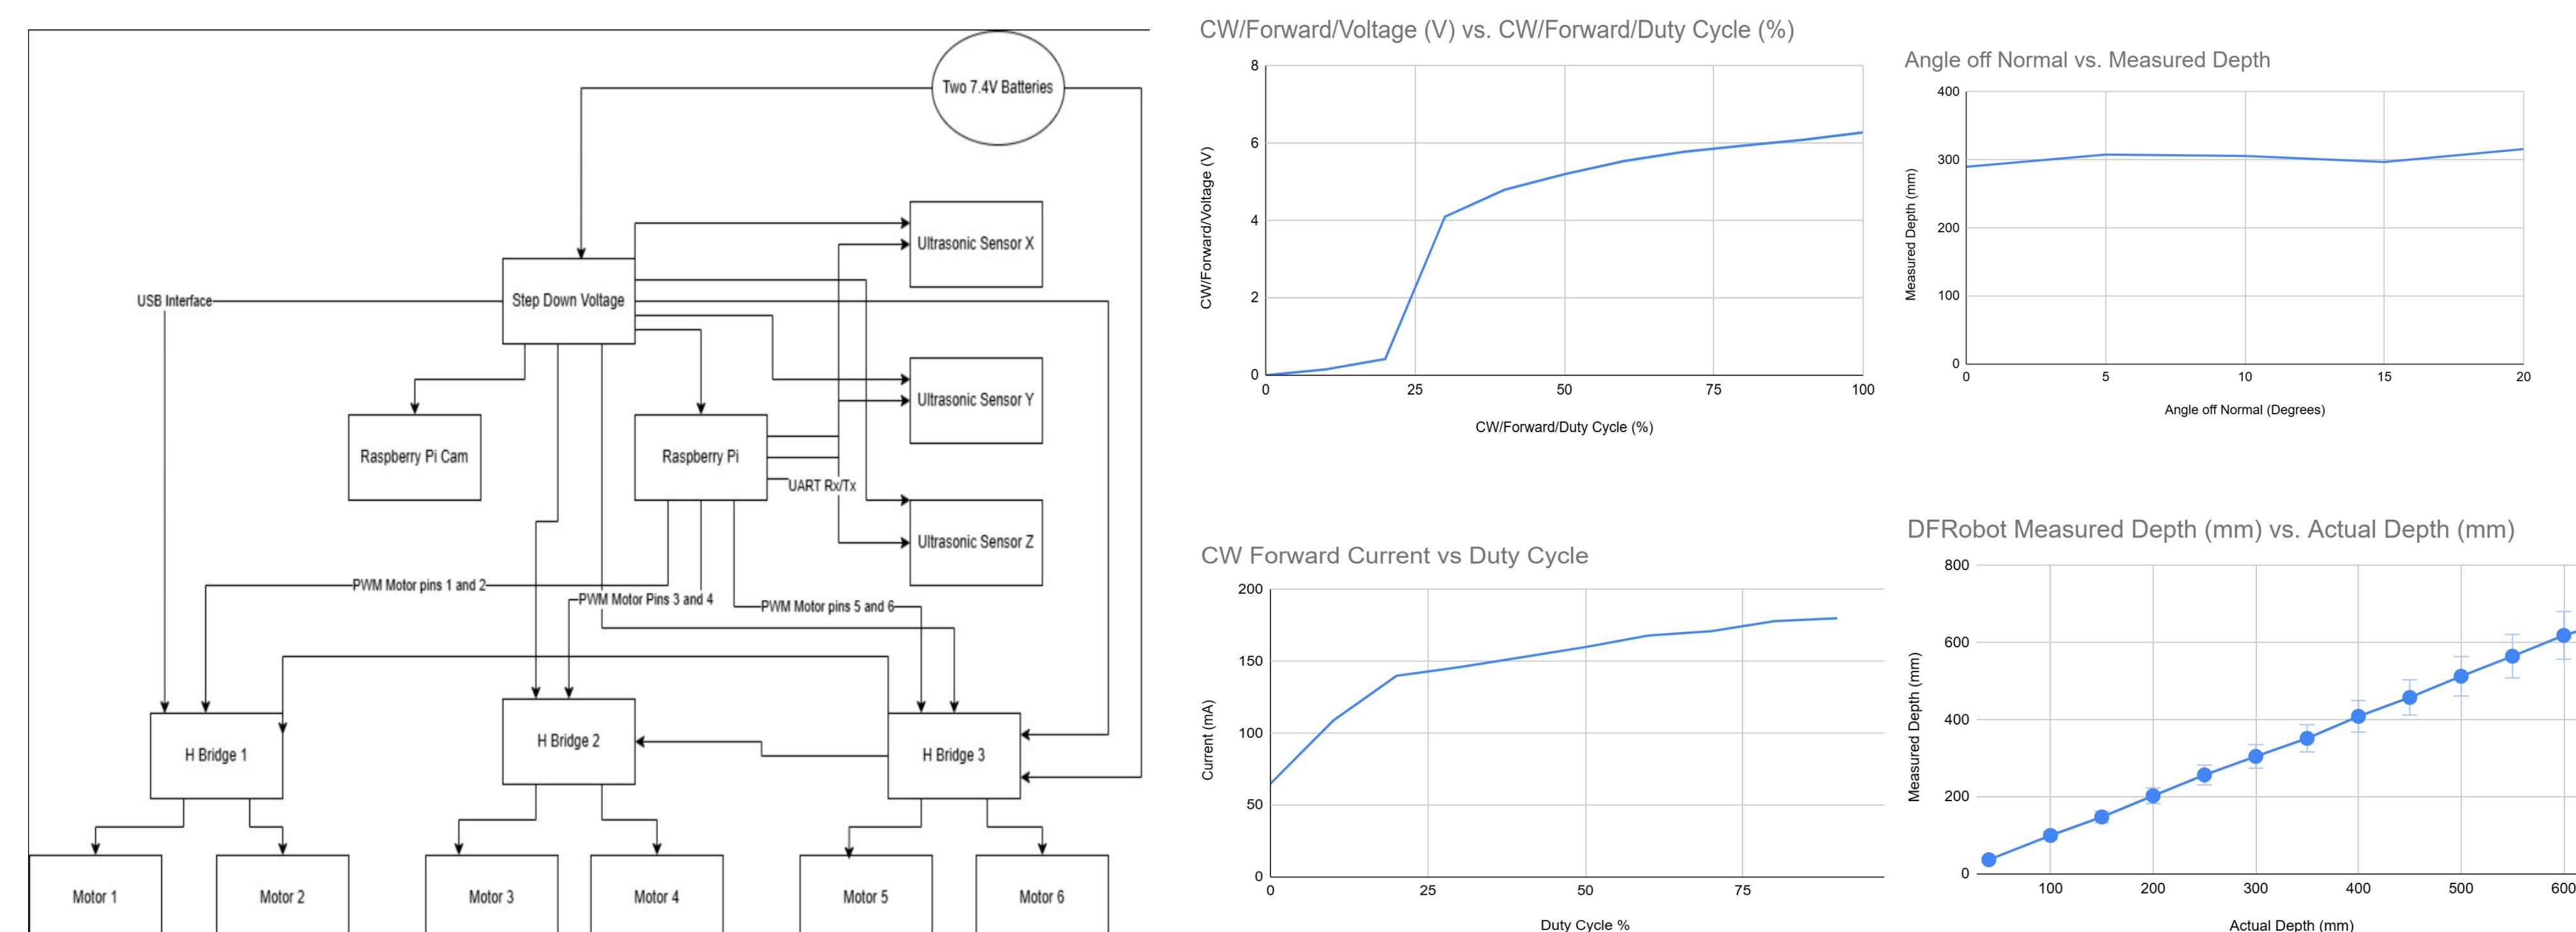 Two 7.4V Batteries
Ultrasonic Sensor X
USB Interface
Step Down Voltage
Ultrasonic Sensor Y
Raspberry Pi Cam
Raspberry Pi
UART Rx/Tx
Ultrasonic Sensor Z
PWM Motor pins 1 and 2
PWM Motor Pins 3 and 4
PWM Motor pins 5 and 6
H Bridge 1
H Bridge 2
H Bridge 3
Motor 1
Motor 2
Motor 3
Motor 4
Motor 5
Motor 6
CW/Forward/Voltage (V) vs. CW/Forward/Duty Cycle (%)
CW/Forward/Voltage (V)
8
6
4
2
0
0
25
50
75
100
CW/Forward/Duty Cycle (%)
Angle off Normal vs. Measured Depth
Measured Depth (mm)
400
300
200
100
0
0
5
10
15
20
Angle off Normal (Degrees)
CW Forward Current vs Duty Cycle
Current (mA)
200
150
100
50
0
0
25
50
75
Duty Cycle %
DFRobot Measured Depth (mm) vs. Actual Depth (mm)
Measured Depth (mm)
800
600
400
200
0
100
200
300
400
500
600
Actual Depth (mm)